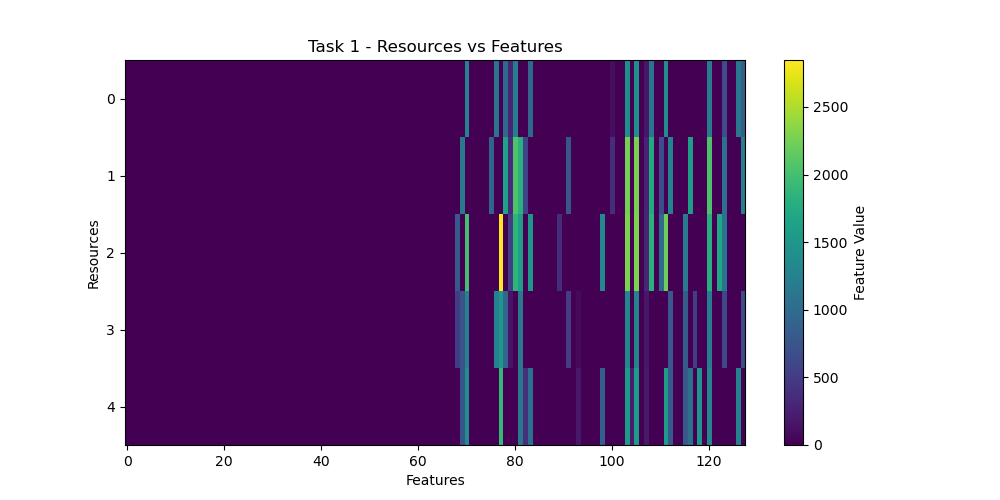 Task 1 - Resources vs Features
Resources
0
1
2
3
4
0 20 40 60 80 100 120
Features
2500
2000
1500
1000
500
0
Feature Value